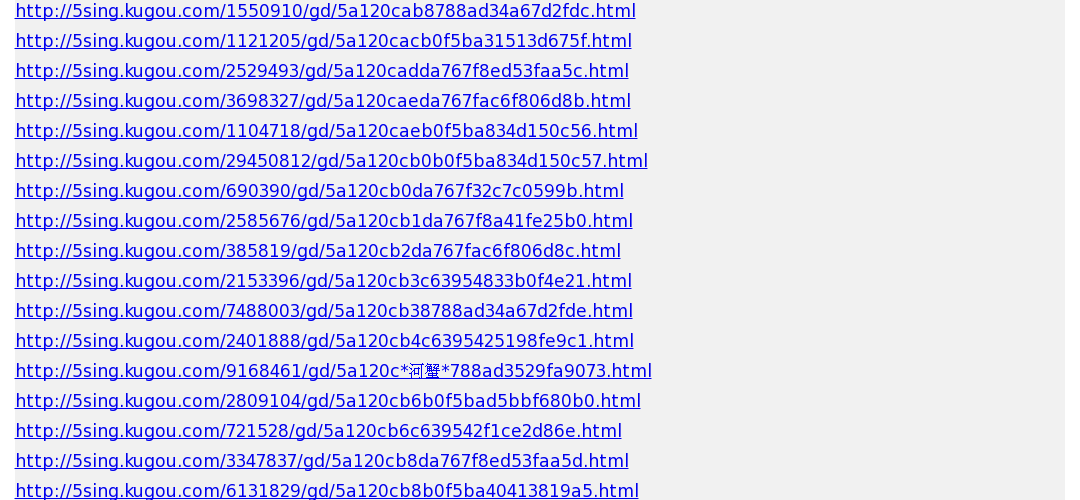 http://5sing.kugou.com/1550910/gd/5a120cab8788ad34a67d2fdc.html
http://5sing.kugou.com/1121205/gd/5a120cacb0f5ba31513d675f.html
http://5sing.kugou.com/2529493/gd/5a120cadda767f8ed53faa5c.html
http://5sing.kugou.com/3698327/gd/5a120caeda767fac6f806d8b.html
http://5sing.kugou.com/1104718/gd/5a120caeb0f5ba834d150c56.html
http://5sing.kugou.com/29450812/gd/5a120cb0b0f5ba834d150c57.html
http://5sing.kugou.com/690390/gd/5a120cb0da767f32c7c0599b.html
http://5sing.kugou.com/2585676/gd/5a120cb1da767f8a41fe25b0.html
http://5sing.kugou.com/385819/gd/5a120cb2da767fac6f806d8c.html
http://5sing.kugou.com/2153396/gd/5a120cb3c63954833b0f4e21.html
http://5sing.kugou.com/7488003/gd/5a120cb38788ad34a67d2fde.html
http://5sing.kugou.com/2401888/gd/5a120cb4c6395425198fe9c1.html
http://5sing.kugou.com/9168461/gd/5a120c*河蟹*788ad3529fa9073.html
http://5sing.kugou.com/2809104/gd/5a120cb6b0f5bad5bbf680b0.html
http://5sing.kugou.com/721528/gd/5a120cb6c639542f1ce2d86e.html
http://5sing.kugou.com/3347837/gd/5a120cb8da767f8ed53faa5d.html
http://5sing.kugou.com/6131829/gd/5a120cb8b0f5ba40413819a5.html